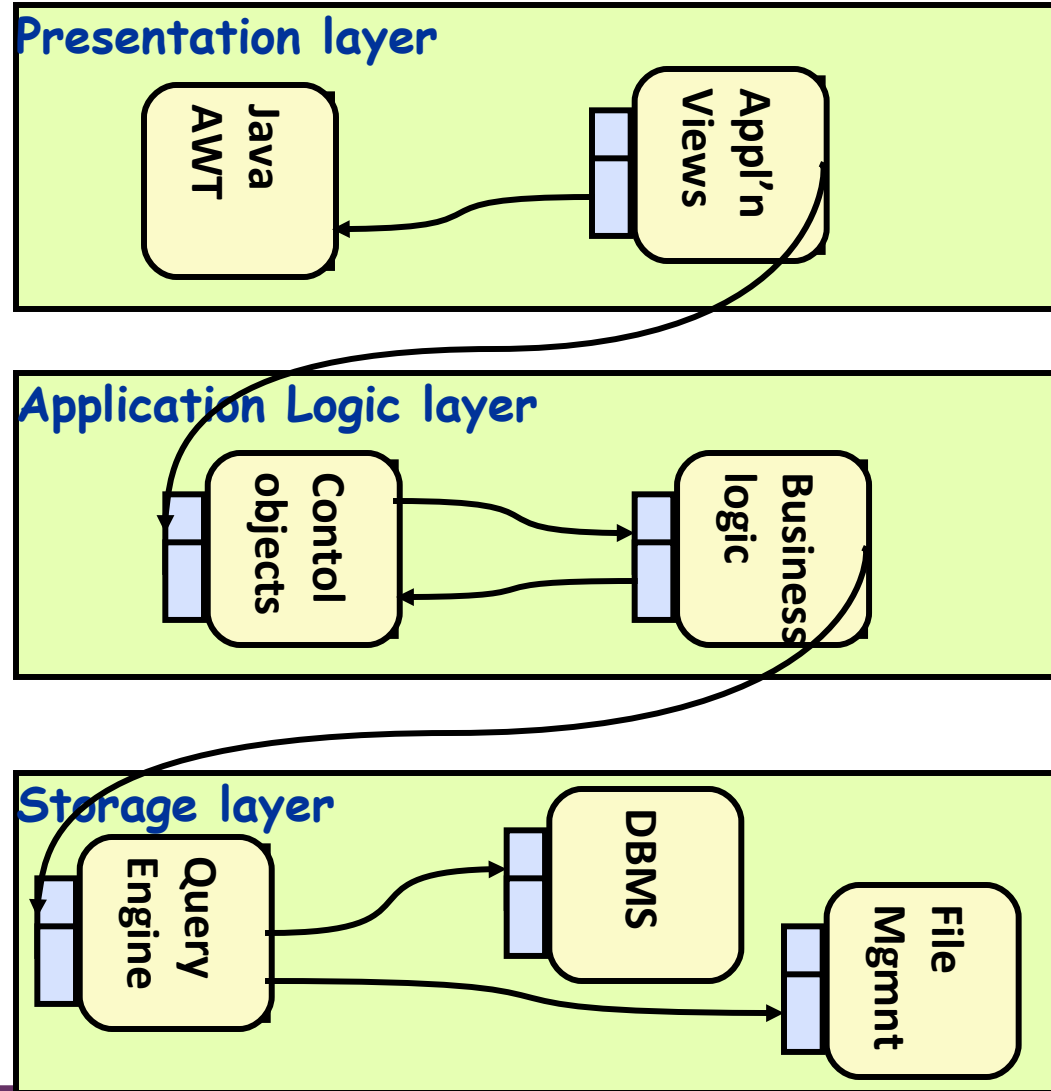 Presentation layer
Java
AWT
Appl’n
Views
Application Logic layer
Contol
objects
Business
logic
Storage layer
Query
Engine
DBMS
File
Mgmnt